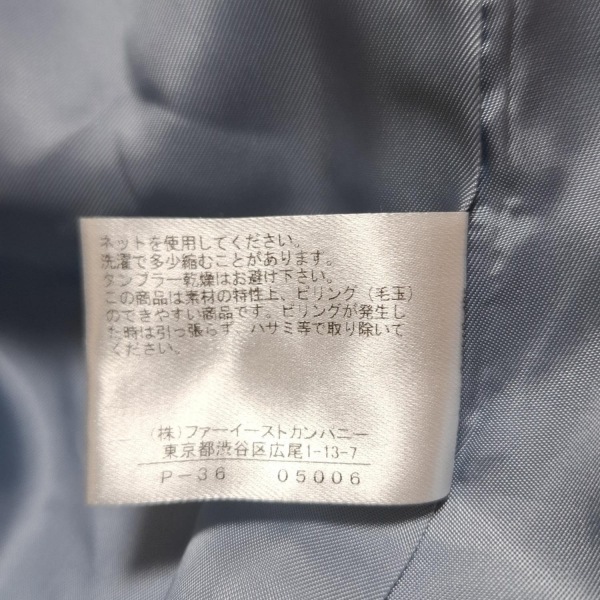 ネットを使用してください。
洗濯で多少縮むことがあります。
タンブラー乾燥はお避け下さい。
この商品は素材の特性上、ピリング（毛玉）
のできやすい商品です。ピリングが発生し
た時は引っ張らず、ハサミ等で取り除いて
ください。
（株）ファーイーストカンパニー
東京都渋谷区広尾1-13-7
P-36 05006